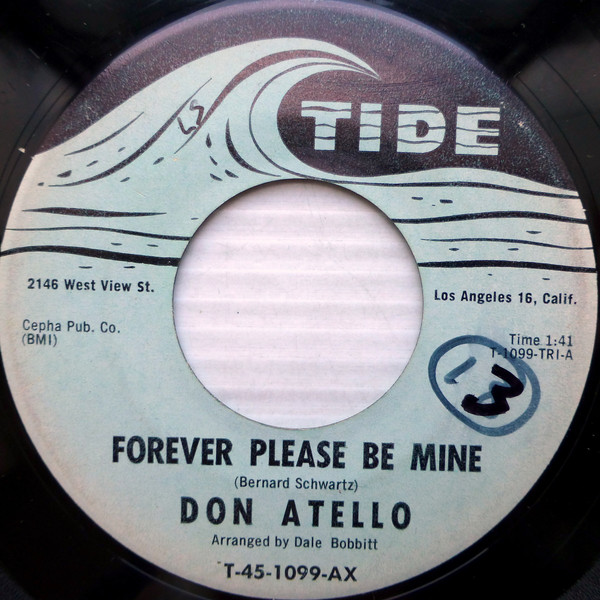 TIDE
2146 West View St.
Los Angeles 16, Calif.
Cepha Pub. Co.
(BMI)
Time 1:41
T-1099-TRI-A
13
FOREVER PLEASE BE MINE
(Bernard Schwartz)
DON ATELLO
Arranged by Dale Bobbitt
T-45-1099-AX